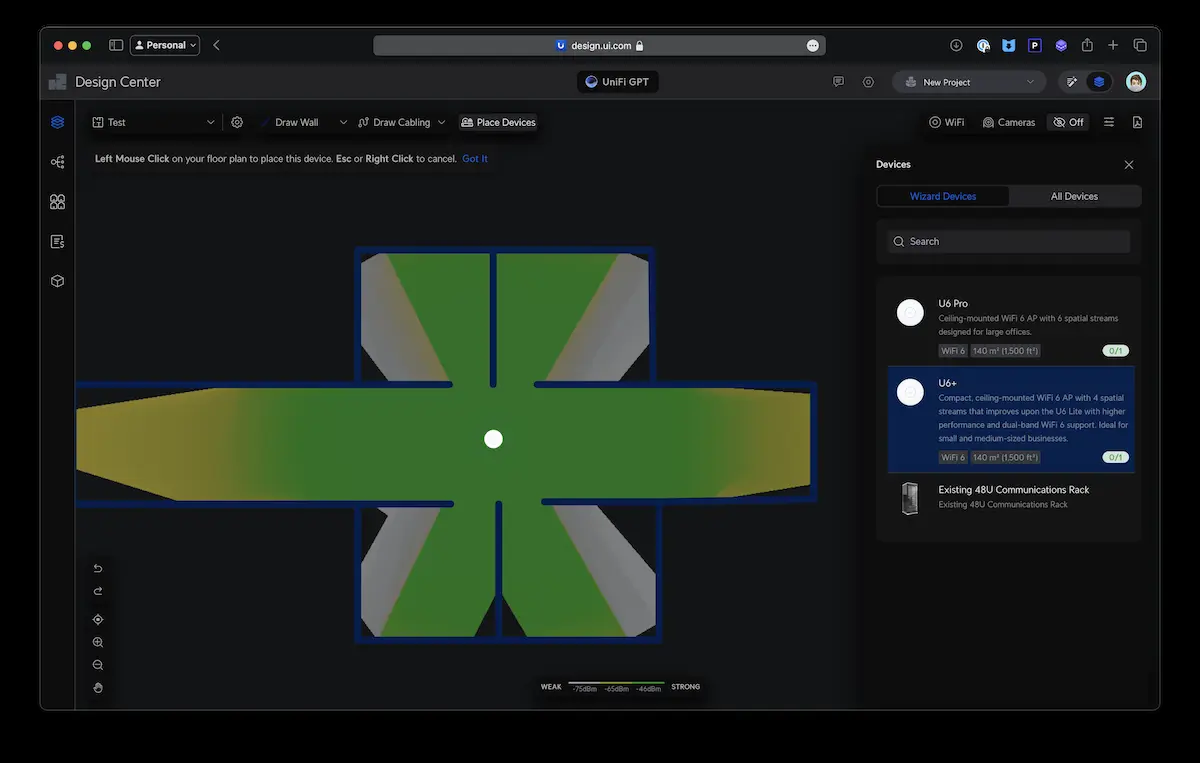 Personal
design.ui.com
P
Design Center
UniFi GPT
New Project
Test
Draw Wall
Draw Cabling
Place Devices
WiFi
Cameras
Off
Left Mouse Click on your floor plan to place this device. Esc or Right Click to cancel. Got It
Devices
Wizard Devices
All Devices
Search
U6 Pro
Ceiling-mounted WiFi 6 AP with 6 spatial streams
designed for large offices.
WiFi 6 140 m² (1,500 ft²)
0/1
U6+
Compact, ceiling-mounted WiFi 6 AP with 4 spatial
streams that improves upon the U6 Lite with higher
performance and dual-band WiFi 6 support. Ideal for
small and medium-sized businesses.
WiFi 6 140 m² (1,500 ft²)
0/1
Existing 48U Communications Rack
Existing 48U Communications Rack
WEAK
-75dBm -65dBm -46dBm
STRONG